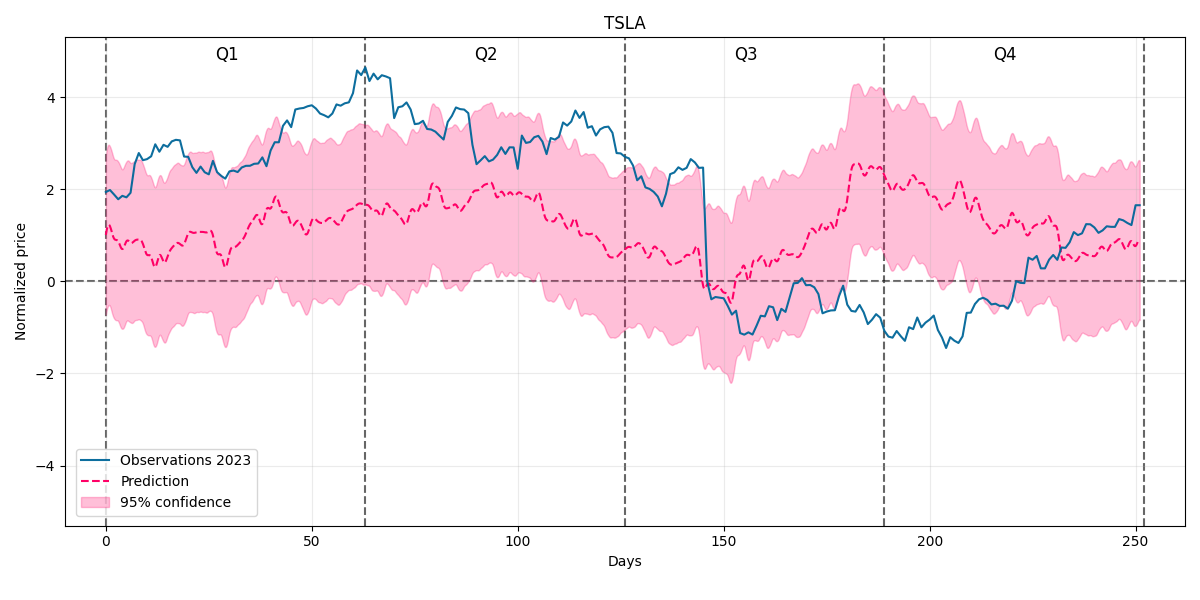 TSLA
Q1 Q2 Q3 Q4
Normalized price
4
2
0
−2
−4
Observations 2023
Prediction
95% confidence
0 50 100 150 200 250
Days